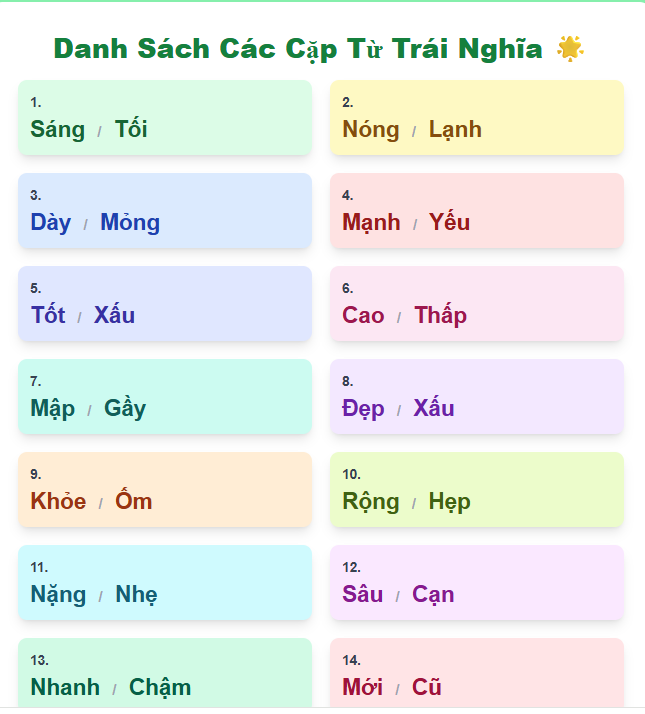 Danh Sách Các Cặp Từ Trái Nghĩa 🌟
1.
Sáng / Tối
2.
Nóng / Lạnh
3.
Dày / Mỏng
4.
Mạnh / Yếu
5.
Tốt / Xấu
6.
Cao / Thấp
7.
Mập / Gầy
8.
Đẹp / Xấu
9.
Khỏe / Ốm
10.
Rộng / Hẹp
11.
Nặng / Nhẹ
12.
Sâu / Cạn
13.
Nhanh / Chậm
14.
Mới / Cũ